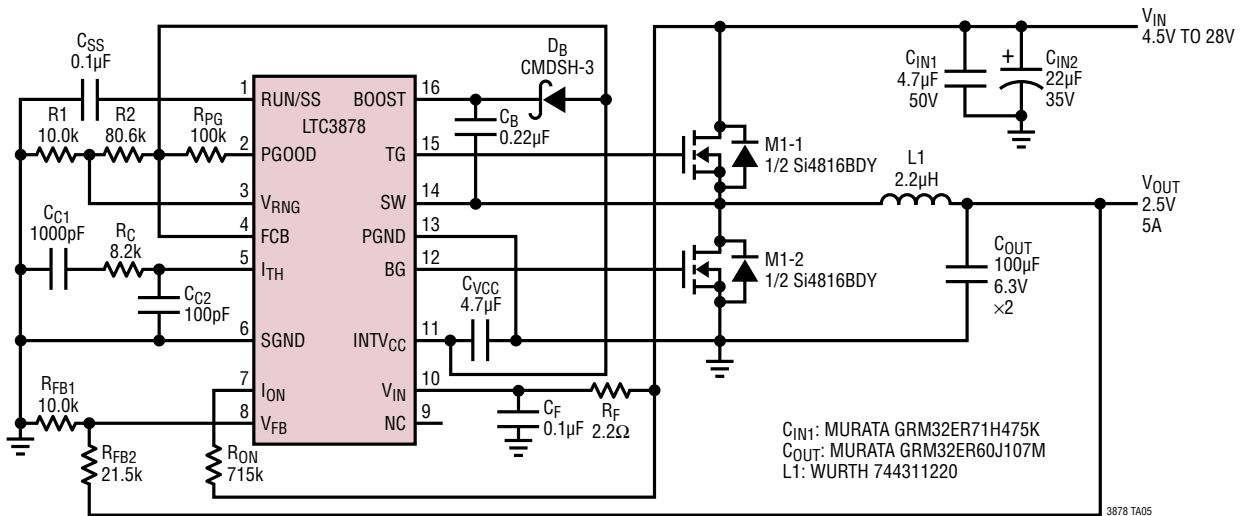 V_IN
4.5V TO 28V
C_SS
0.1µF
D_B
CMDSH-3
C_IN1
4.7µF
50V
+
C_IN2
22µF
35V
1
RUN/SS
BOOST
16
LTC3878
R1
10.0k
R2
80.6k
R_PG
100k
C_B
0.22µF
2
PGOOD
TG
15
M1-1
1/2 Si4816BDY
L1
2.2µH
3
V_RNG
SW
14
V_OUT
2.5V
5A
4
FCB
PGND
13
C_C1
1000pF
R_C
8.2k
5
I_TH
BG
12
M1-2
1/2 Si4816BDY
C_OUT
100µF
6.3V
×2
C_C2
100pF
C_VCC
4.7µF
6
SGND
INTV_CC
11
7
I_ON
V_IN
10
R_FB1
10.0k
8
V_FB
NC
9
C_F
0.1µF
R_F
2.2Ω
R_FB2
21.5k
R_ON
715k
C_IN1: MURATA GRM32ER71H475K
C_OUT: MURATA GRM32ER60J107M
L1: WURTH 744311220
3878 TA05